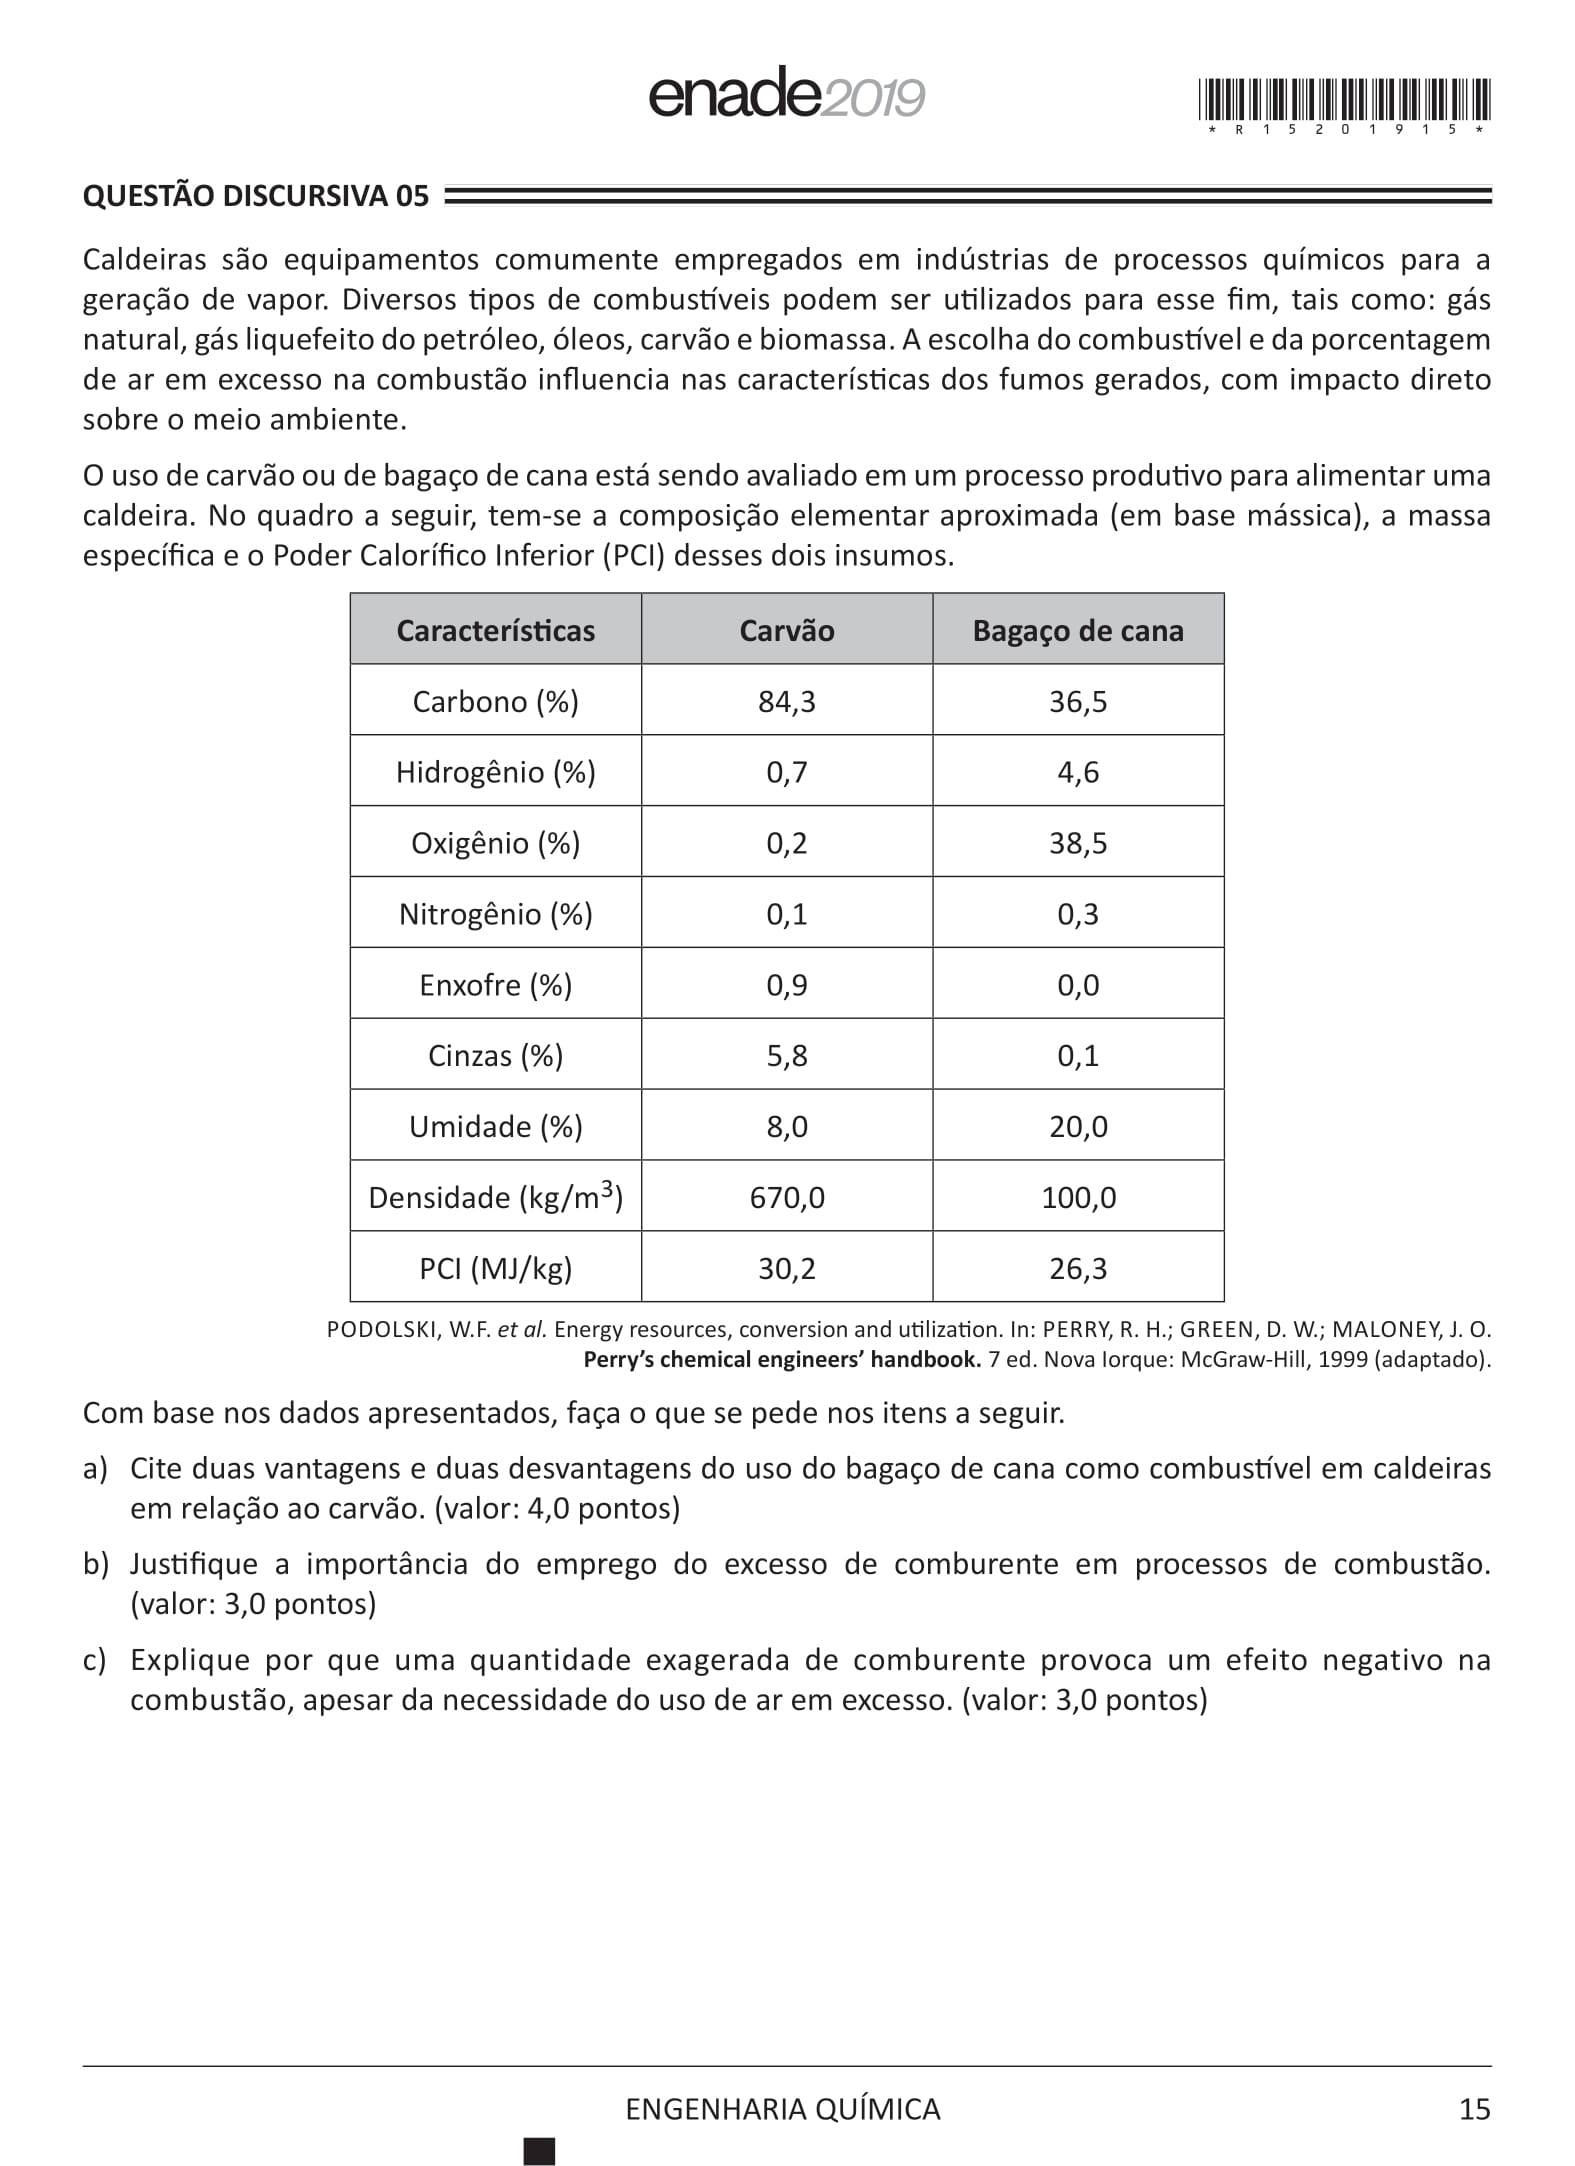 enade2019
* R 1 5 2 0 1 9 1 5 *
QUESTÃO DISCURSIVA 05
Caldeiras são equipamentos comumente empregados em indústrias de processos químicos para a
geração de vapor. Diversos tipos de combustíveis podem ser utilizados para esse fim, tais como: gás
natural, gás liquefeito do petróleo, óleos, carvão e biomassa. A escolha do combustível e da porcentagem
de ar em excesso na combustão influencia nas características dos fumos gerados, com impacto direto
sobre o meio ambiente.
O uso de carvão ou de bagaço de cana está sendo avaliado em um processo produtivo para alimentar uma
caldeira. No quadro a seguir, tem-se a composição elementar aproximada (em base mássica), a massa
específica e o Poder Calorífico Inferior (PCI) desses dois insumos.
Características Carvão Bagaço de cana
Carbono (%) 84,3 36,5
Hidrogênio (%) 0,7 4,6
Oxigênio (%) 0,2 38,5
Nitrogênio (%) 0,1 0,3
Enxofre (%) 0,9 0,0
Cinzas (%) 5,8 0,1
Umidade (%) 8,0 20,0
Densidade (kg/m³) 670,0 100,0
PCI (MJ/kg) 30,2 26,3
PODOLSKI, W.F. et al. Energy resources, conversion and utilization. In: PERRY, R. H.; GREEN, D. W.; MALONEY, J. O.
Perry's chemical engineers' handbook. 7 ed. Nova Iorque: McGraw-Hill, 1999 (adaptado).
Com base nos dados apresentados, faça o que se pede nos itens a seguir.
a) Cite duas vantagens e duas desvantagens do uso do bagaço de cana como combustível em caldeiras
em relação ao carvão. (valor: 4,0 pontos)
b) Justifique a importância do emprego do excesso de comburente em processos de combustão.
(valor: 3,0 pontos)
c) Explique por que uma quantidade exagerada de comburente provoca um efeito negativo na
combustão, apesar da necessidade do uso de ar em excesso. (valor: 3,0 pontos)
ENGENHARIA QUÍMICA 15